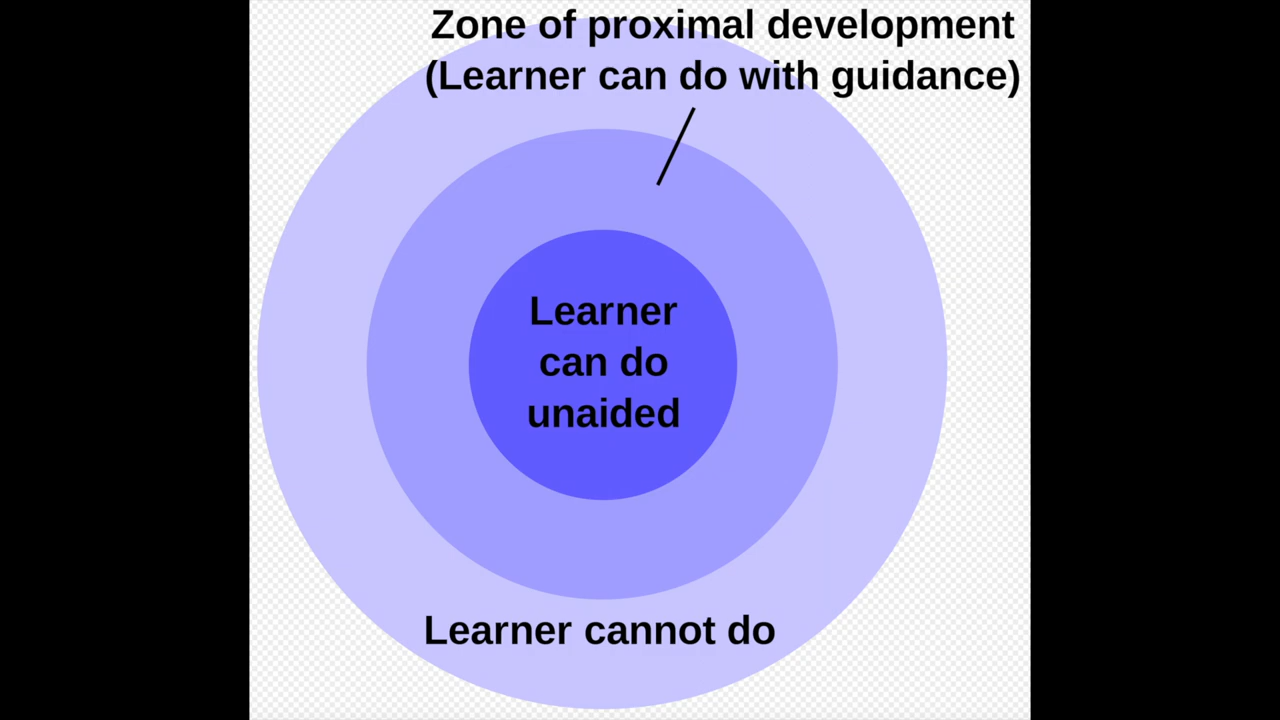 Zone of proximal development
(Learner can do with guidance)
Learner
can do
unaided
Learner cannot do